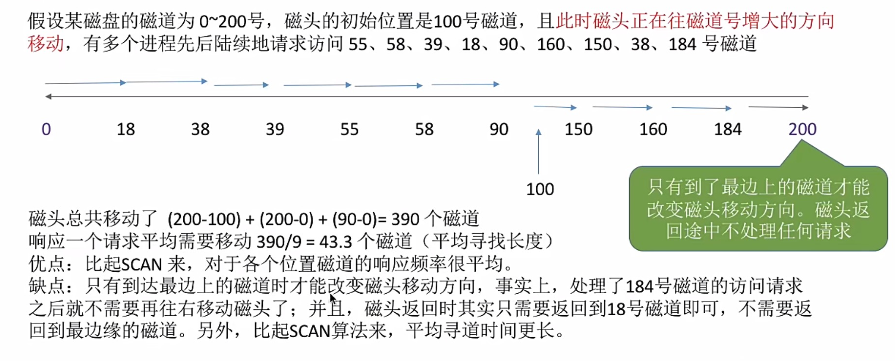 假设某磁盘的磁道为 0~200号，磁头的初始位置是100号磁道，且此时磁头正在往磁道号增大的方向
移动，有多个进程先后陆续地请求访问 55、58、39、18、90、160、150、38、184 号磁道
0 18 38 39 55 58 90 150 160 184 200
100
只有到了最边上的磁道才能
改变磁头移动方向。磁头返
回途中不处理任何请求
磁头总共移动了 (200-100) + (200-0) + (90-0)= 390 个磁道
响应一个请求平均需要移动 390/9 = 43.3 个磁道（平均寻找长度）
优点：比起SCAN 来，对于各个位置磁道的响应频率很平均。
缺点：只有到达最边上的磁道时才能改变磁头移动方向，事实上，处理了184号磁道的访问请求
之后就不需要再往右移动磁头了；并且，磁头返回时其实只需要返回到18号磁道即可，不需要返
回到最边缘的磁道。另外，比起SCAN算法来，平均寻道时间更长。